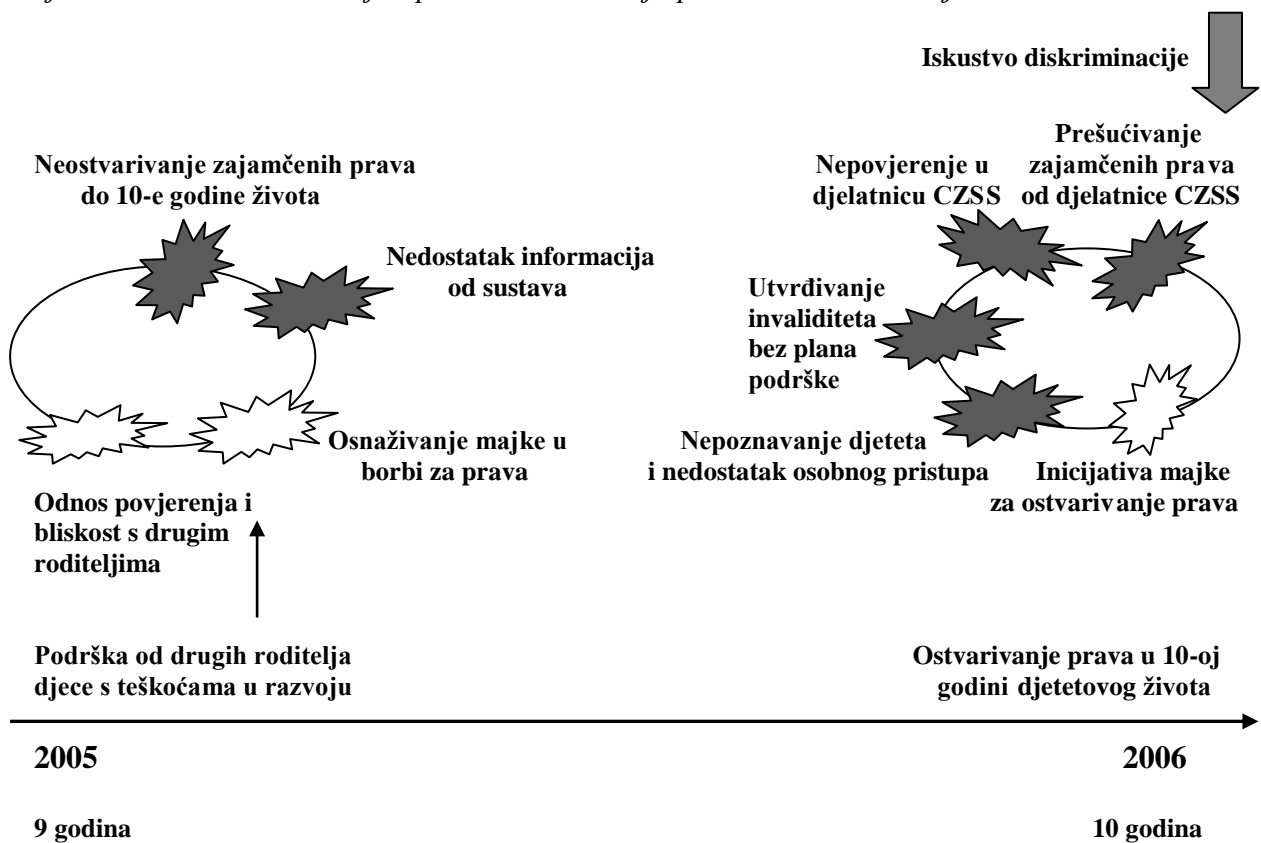 Iskustvo diskriminacije
Neostvarivanje zajamčenih prava
do 10-e godine života
Nedostatak informacija
od sustava
Osnaživanje majke u
borbi za prava
Odnos povjerenja i
bliskost s drugim
roditeljima
Podrška od drugih roditelja
djece s teškoćama u razvoju
Nepovjerenje u
djelatnicu CZSS
Prešućivanje
zajamčenih prava
od djelatnice CZSS
Utvrđivanje
invaliditeta
bez plana
podrške
Nepoznavanje djeteta
i nedostatak osobnog pristupa
Inicijativa majke
za ostvarivanje prava
Ostvarivanje prava u 10-oj
godini djetetovog života
2005
2006
9 godina
10 godina